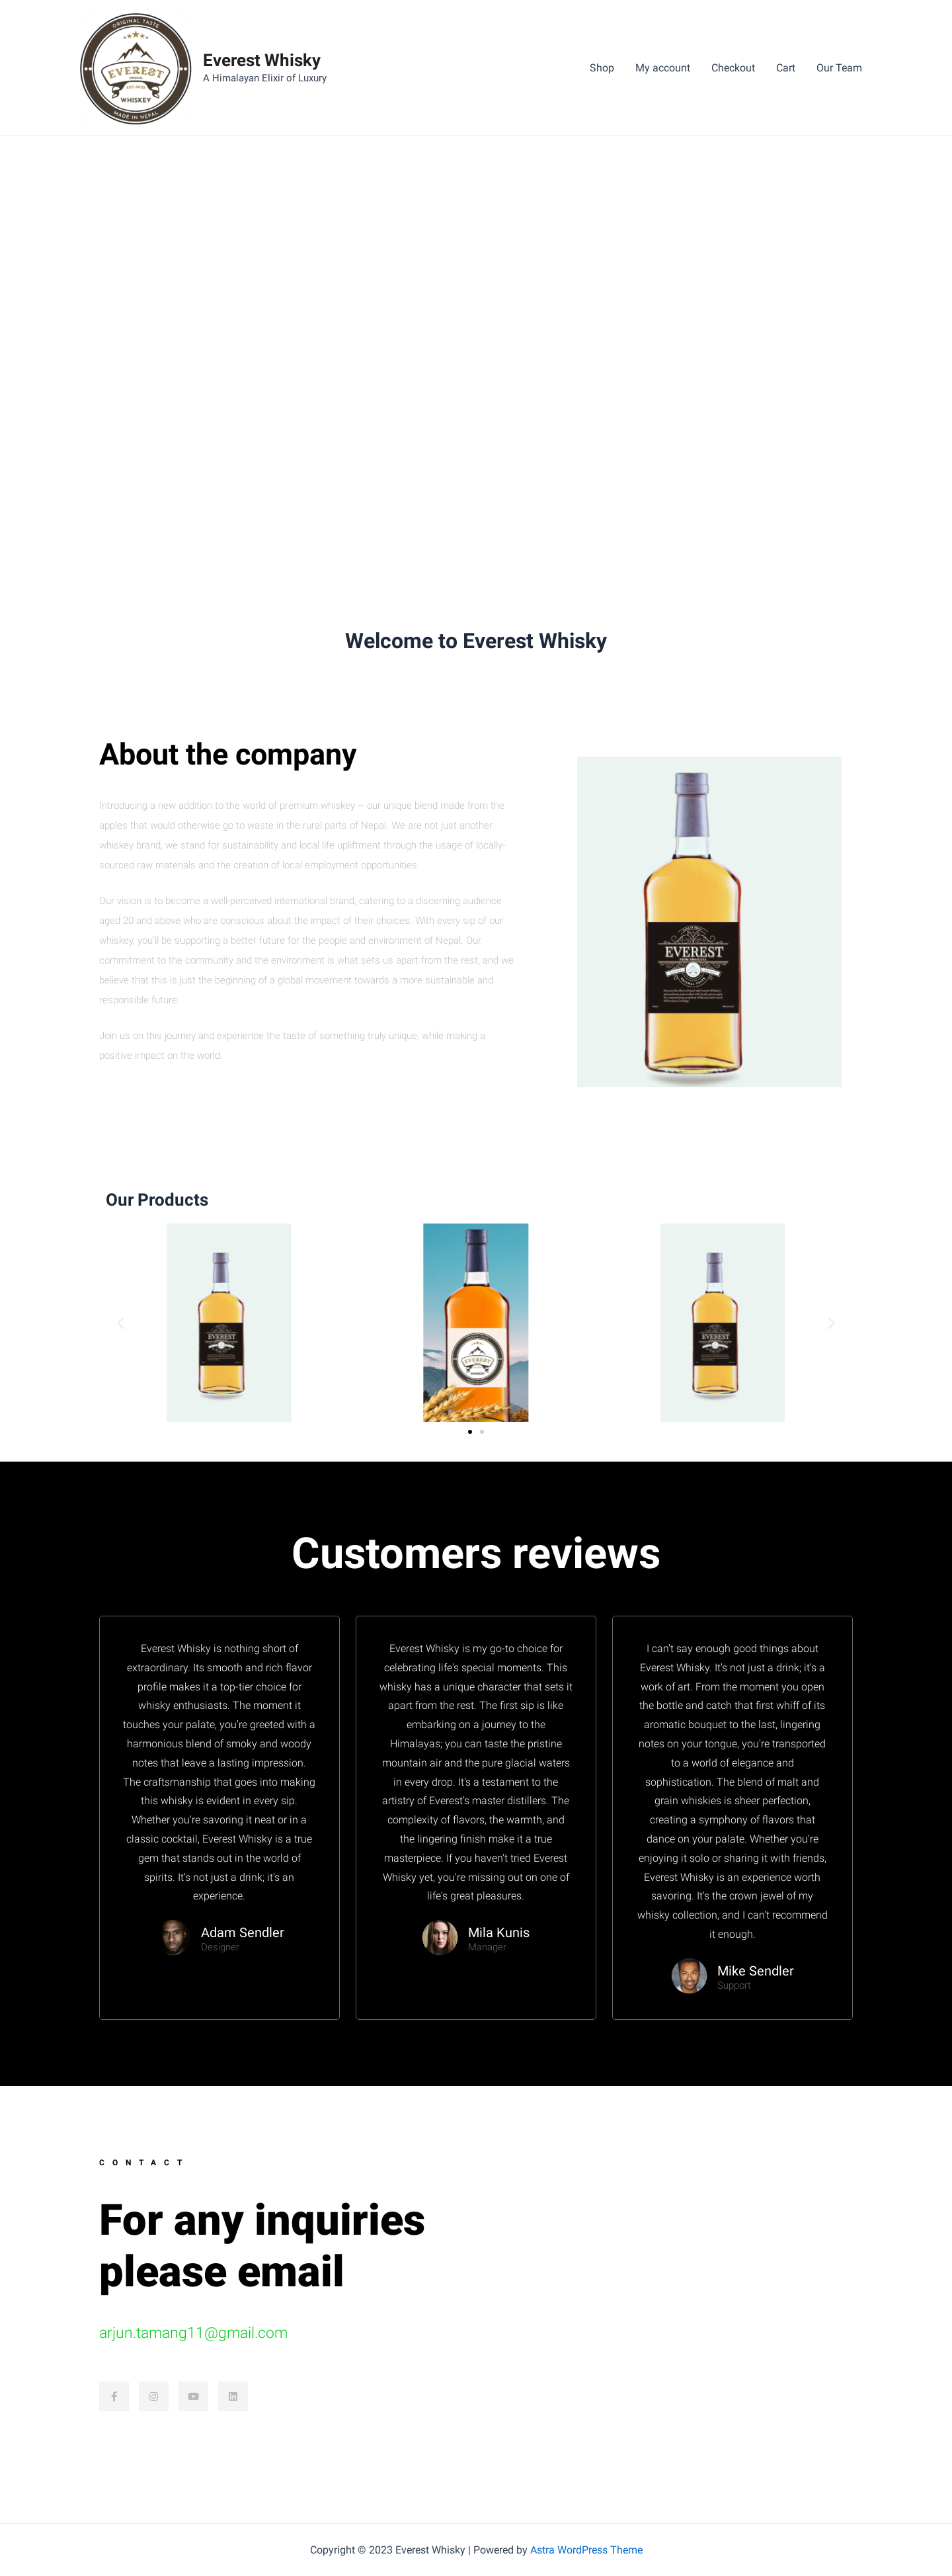 ORIGINAL TASTE
EVEREST
WHISKEY
MADE IN NEPAL
Everest Whisky
A Himalayan Elixir of Luxury
Shop My account Checkout Cart Our Team
Welcome to Everest Whisky
About the company
Introducing a new addition to the world of premium whiskey – our unique blend made from the
apples that would otherwise go to waste in the rural parts of Nepal. We are not just another
whiskey brand, we stand for sustainability and local life upliftment through the usage of locally-
sourced raw materials and the creation of local employment opportunities.
Our vision is to become a well-perceived international brand, catering to a discerning audience
aged 20 and above who are conscious about the impact of their choices. With every sip of our
whiskey, you'll be supporting a better future for the people and environment of Nepal. Our
commitment to the community and the environment is what sets us apart from the rest, and we
believe that this is just the beginning of a global movement towards a more sustainable and
responsible future.
Join us on this journey and experience the taste of something truly unique, while making a
positive impact on the world.
EVEREST
Our Products
EVEREST
EVEREST
EVEREST
Customers reviews
Everest Whisky is nothing short of
extraordinary. Its smooth and rich flavor
profile makes it a top-tier choice for
whisky enthusiasts. The moment it
touches your palate, you're greeted with a
harmonious blend of smoky and woody
notes that leave a lasting impression.
The craftsmanship that goes into making
this whisky is evident in every sip.
Whether you're savoring it neat or in a
classic cocktail, Everest Whisky is a true
gem that stands out in the world of
spirits. It's not just a drink; it's an
experience.
Adam Sendler
Designer
Everest Whisky is my go-to choice for
celebrating life's special moments. This
whisky has a unique character that sets it
apart from the rest. The first sip is like
embarking on a journey to the
Himalayas; you can taste the pristine
mountain air and the pure glacial waters
in every drop. It's a testament to the
artistry of Everest's master distillers. The
complexity of flavors, the warmth, and
the lingering finish make it a true
masterpiece. If you haven't tried Everest
Whisky yet, you're missing out on one of
life's great pleasures.
Mila Kunis
Manager
I can't say enough good things about
Everest Whisky. It's not just a drink; it's a
work of art. From the moment you open
the bottle and catch that first whiff of its
aromatic bouquet to the last, lingering
notes on your tongue, you're transported
to a world of elegance and
sophistication. The blend of malt and
grain whiskies is sheer perfection,
creating a symphony of flavors that
dance on your palate. Whether you're
enjoying it solo or sharing it with friends,
Everest Whisky is an experience worth
savoring. It's the crown jewel of my
whisky collection, and I can't recommend
it enough.
Mike Sendler
Support
CONTACT
For any inquiries
please email
arjun.tamang11@gmail.com
Copyright © 2023 Everest Whisky | Powered by Astra WordPress Theme